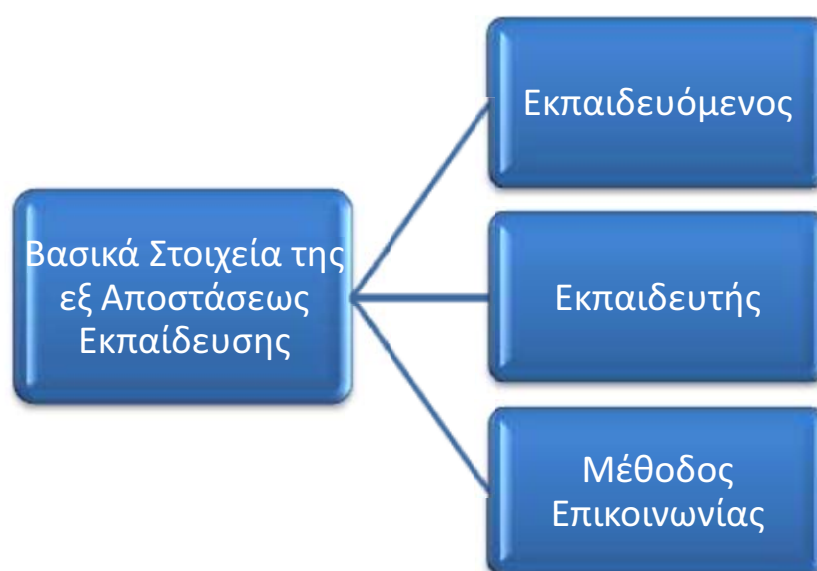 Βασικά Στοιχεία της
εξ Αποστάσεως
Εκπαίδευσης
Εκπαιδευόμενος
Εκπαιδευτής
Μέθοδος
Επικοινωνίας